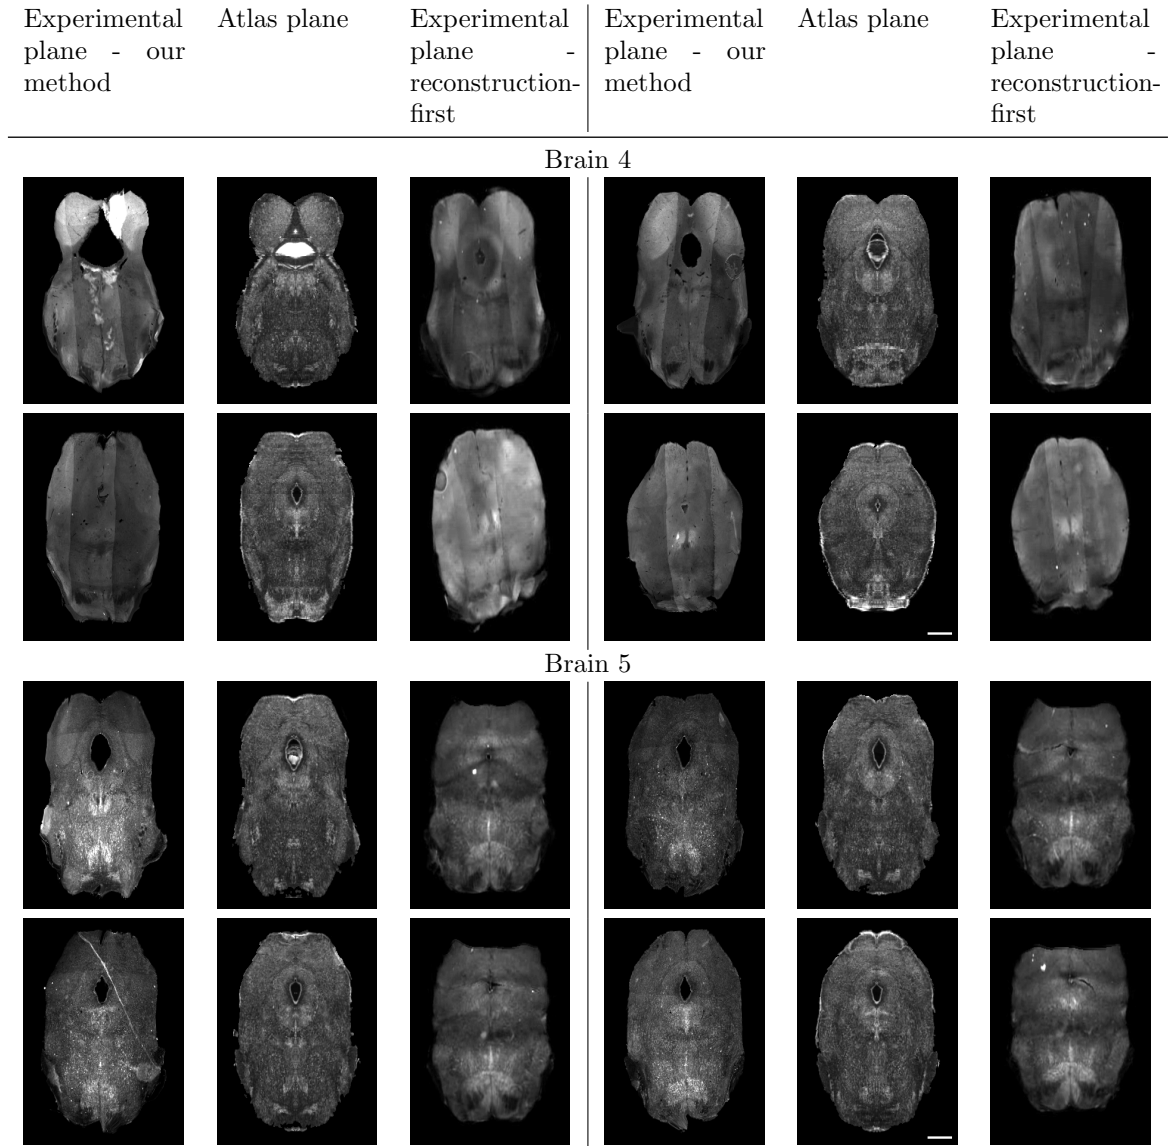 Experimental plane - our method
Atlas plane
Experimental plane - reconstruction-first
Experimental plane - our method
Atlas plane
Experimental plane - reconstruction-first
Brain 4
Brain 5